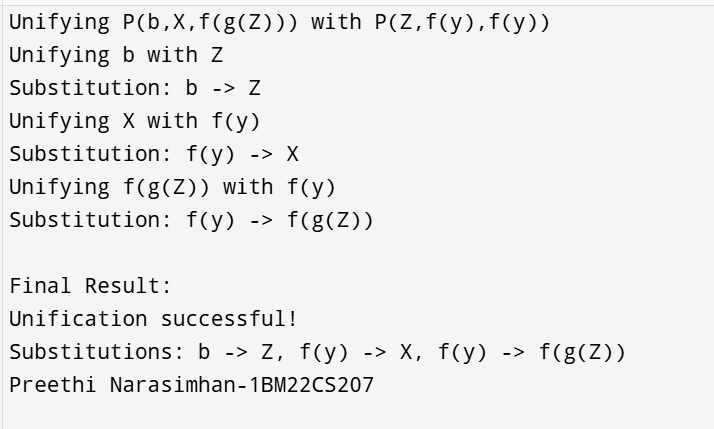 Unifying P(b,X,f(g(Z))) with P(Z,f(y),f(y))
Unifying b with Z
Substitution: b -> Z
Unifying X with f(y)
Substitution: f(y) -> X
Unifying f(g(Z)) with f(y)
Substitution: f(y) -> f(g(Z))
Final Result:
Unification successful!
Substitutions: b -> Z, f(y) -> X, f(y) -> f(g(Z))
Preethi Narasimhan-1BM22CS207